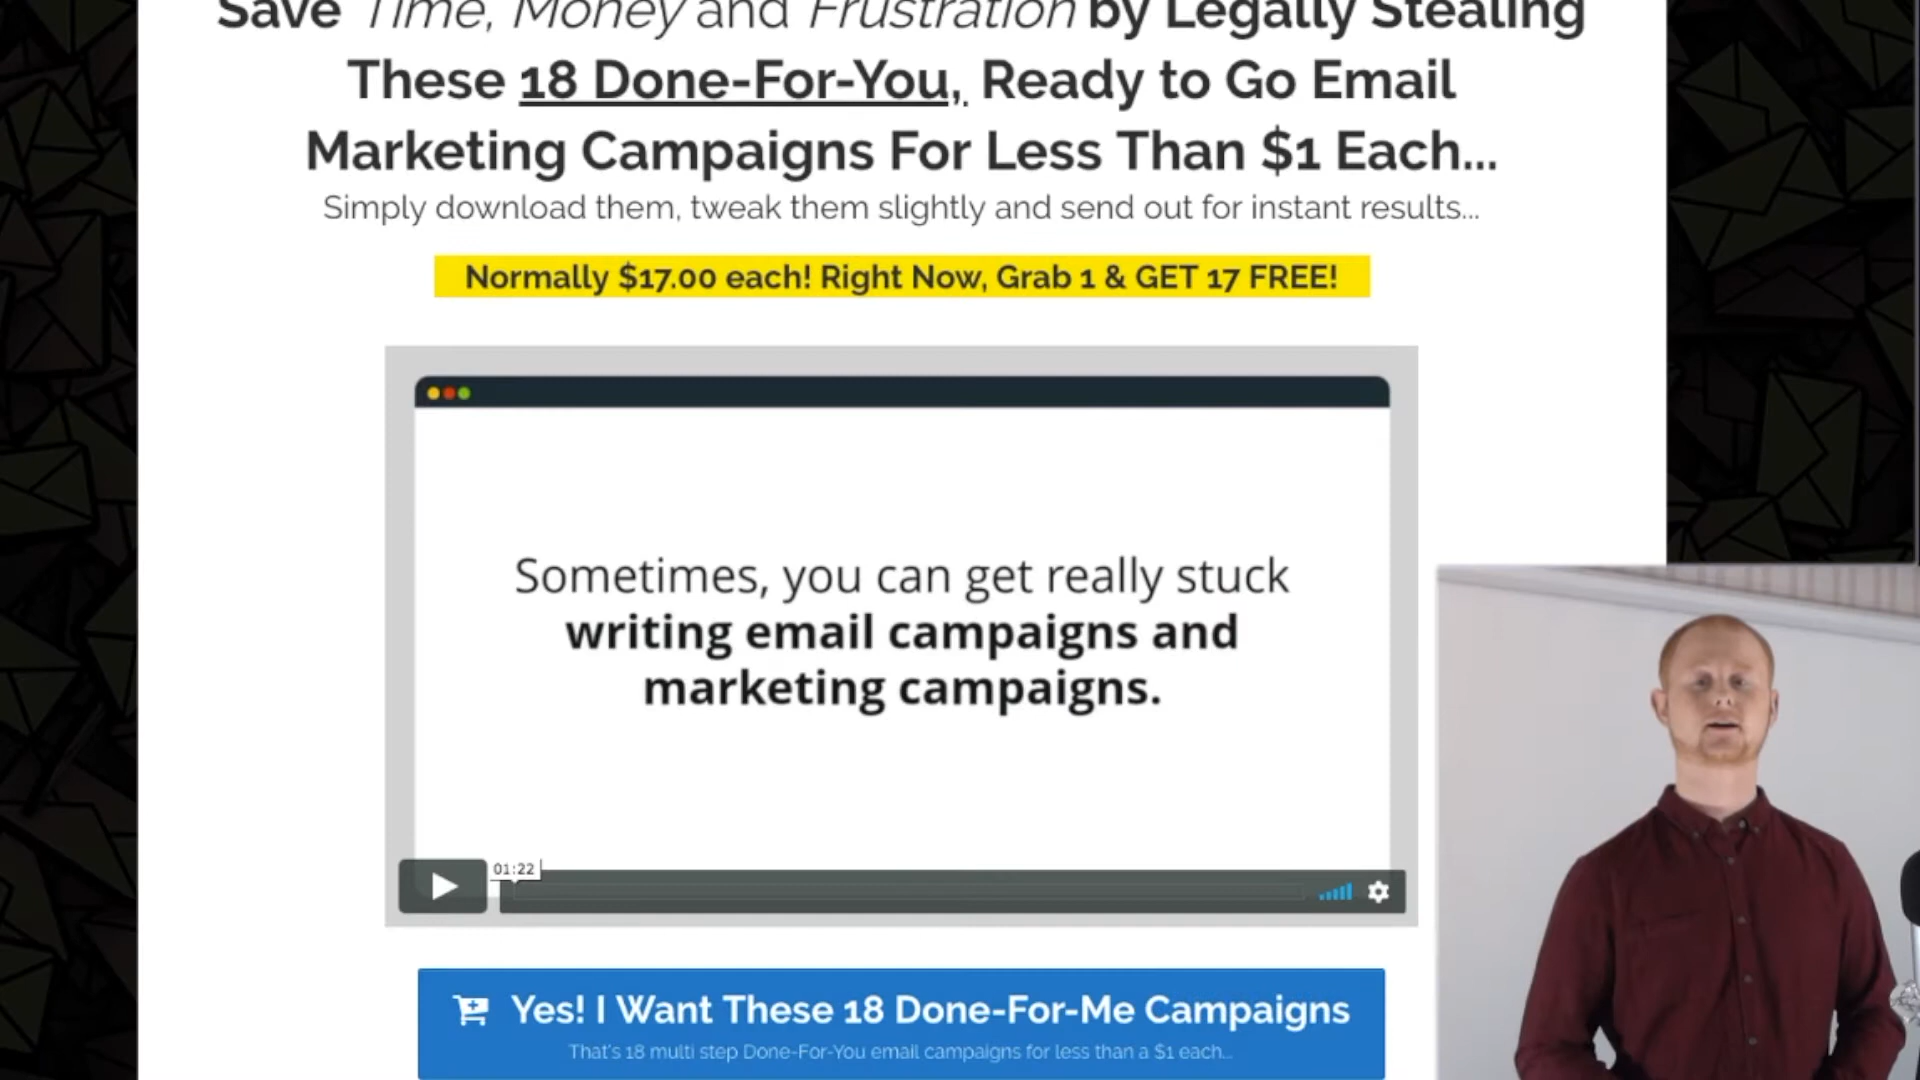 Save Time, Money and Frustration by Legally Stealing
These 18 Done-For-You, Ready to Go Email
Marketing Campaigns For Less Than $1 Each...
Simply download them, tweak them slightly and send out for instant results...
Normally $17.00 each! Right Now, Grab 1 & GET 17 FREE!
Sometimes, you can get really stuck
writing email campaigns and
marketing campaigns.
01:22
Yes! I Want These 18 Done-For-Me Campaigns
That's 18 multi step Done-For-You email campaigns for less than a $1 each...